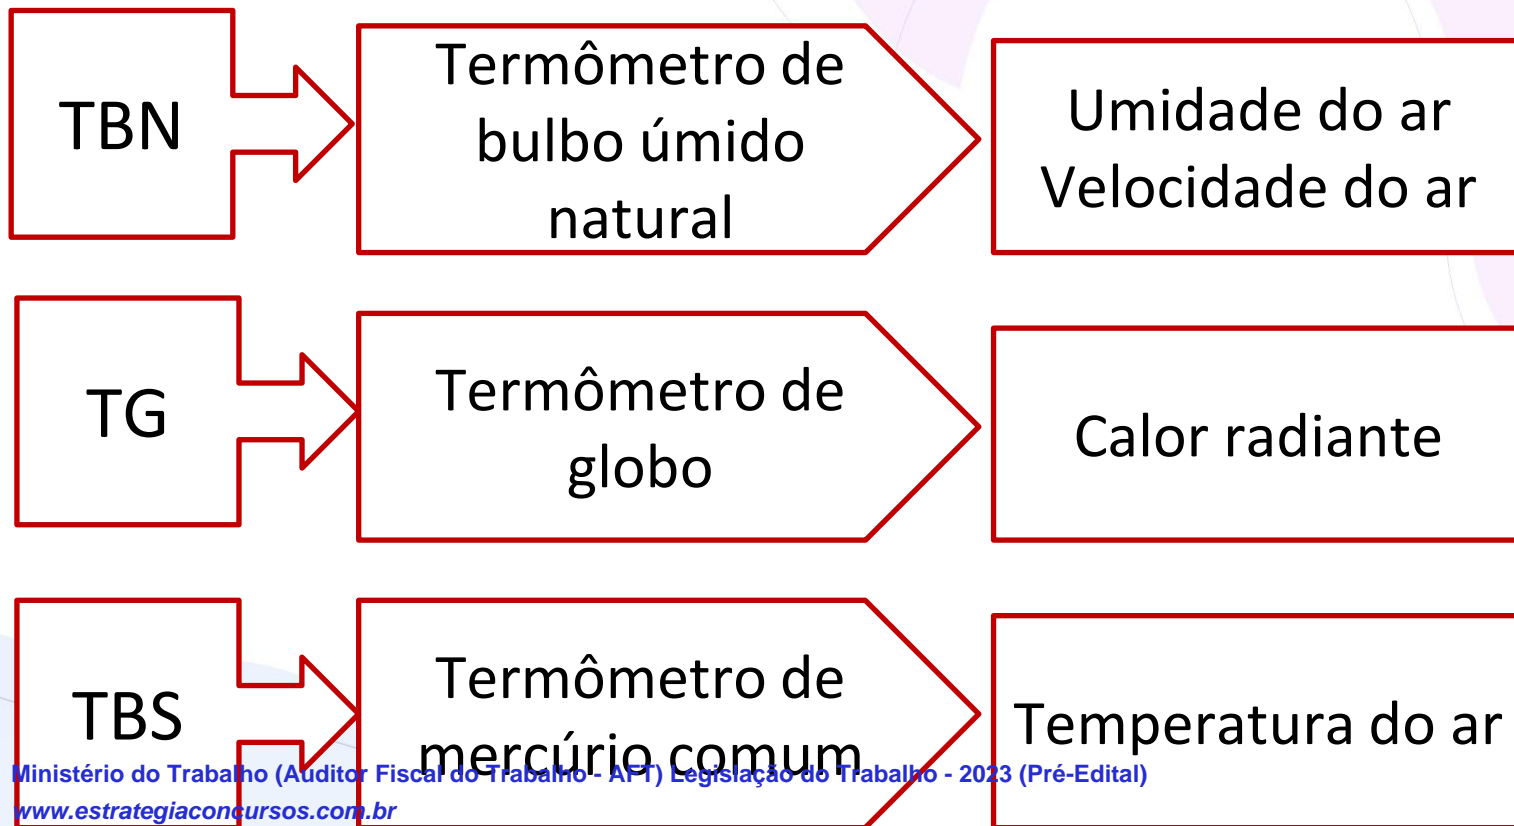 TBN
Termômetro de
bulbo úmido
natural
Umidade do ar
Velocidade do ar
TG
Termômetro de
globo
Calor radiante
TBS
Termômetro de
mercúrio comum
Temperatura do ar
Ministério do Trabalho (Auditor Fiscal do Trabalho - AFT) Legislação do Trabalho - 2023 (Pré-Edital)
www.estrategiaconcursos.com.br